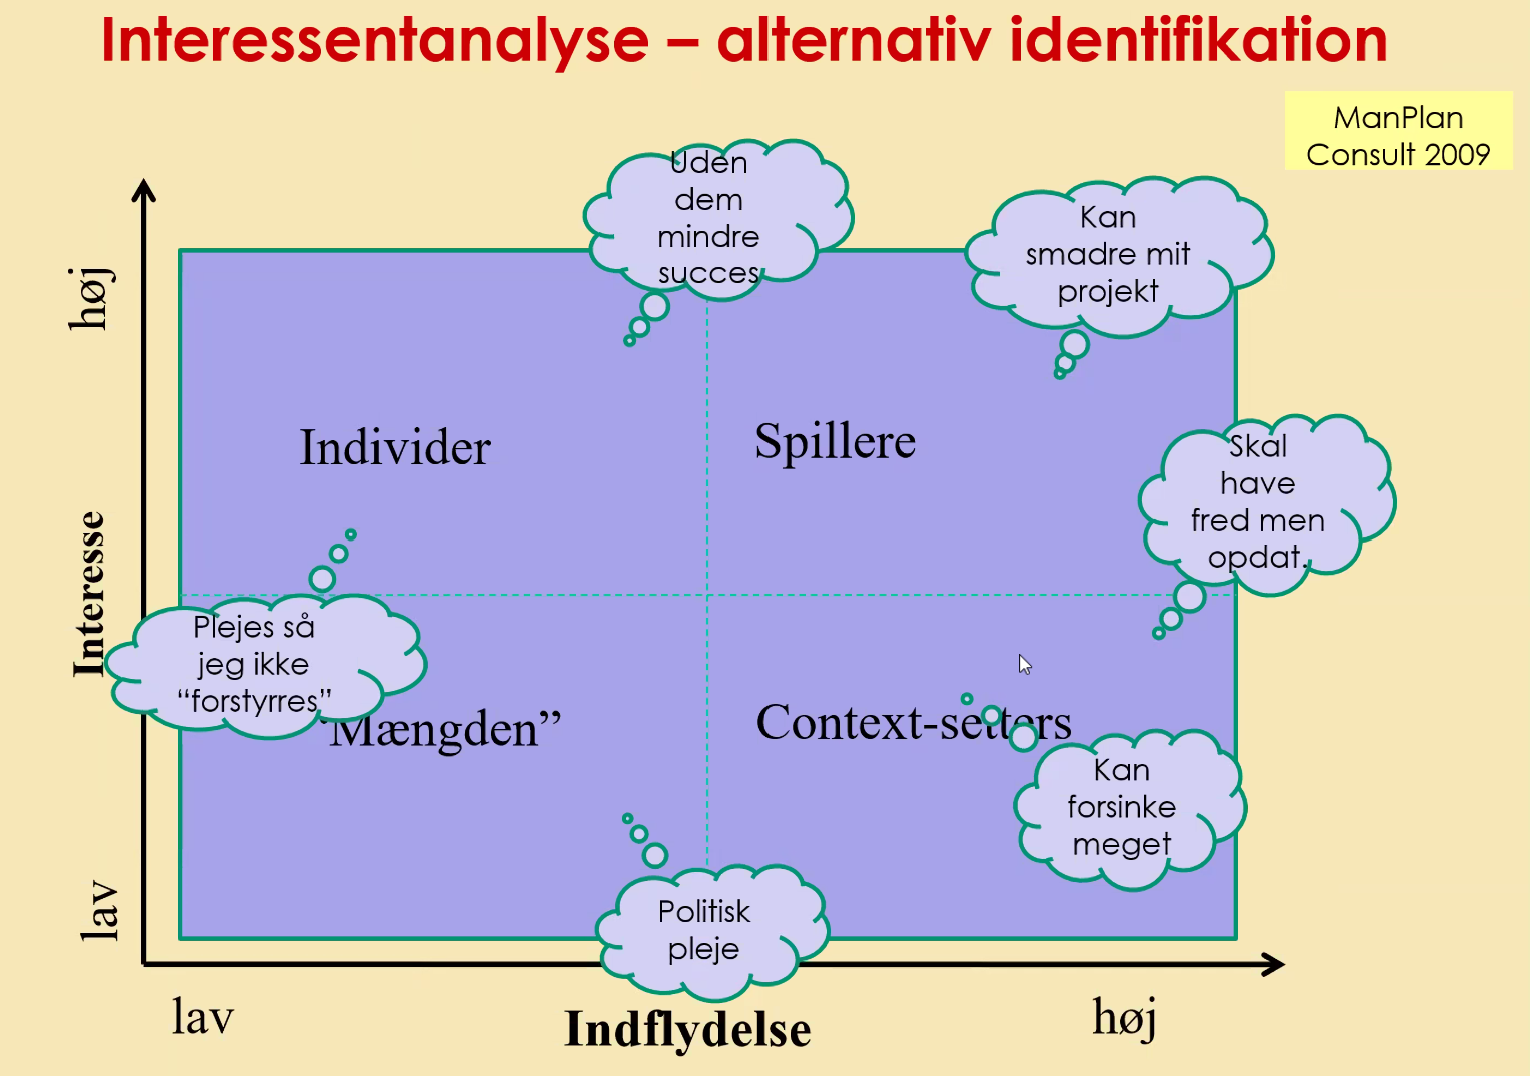 Interessentanalyse – alternativ identifikation
ManPlan
Consult 2009
Uden
dem
mindre
succes
Kan
smadre mit
projekt
høj
Individer
Spillere
Skal
have
fred men
opdat.
Interesse
Plejes så
jeg ikke
“forstyrres”
“Mængden”
Context-setters
Kan
forsinke
meget
lav
Politisk
pleje
lav
Indflydelse
høj